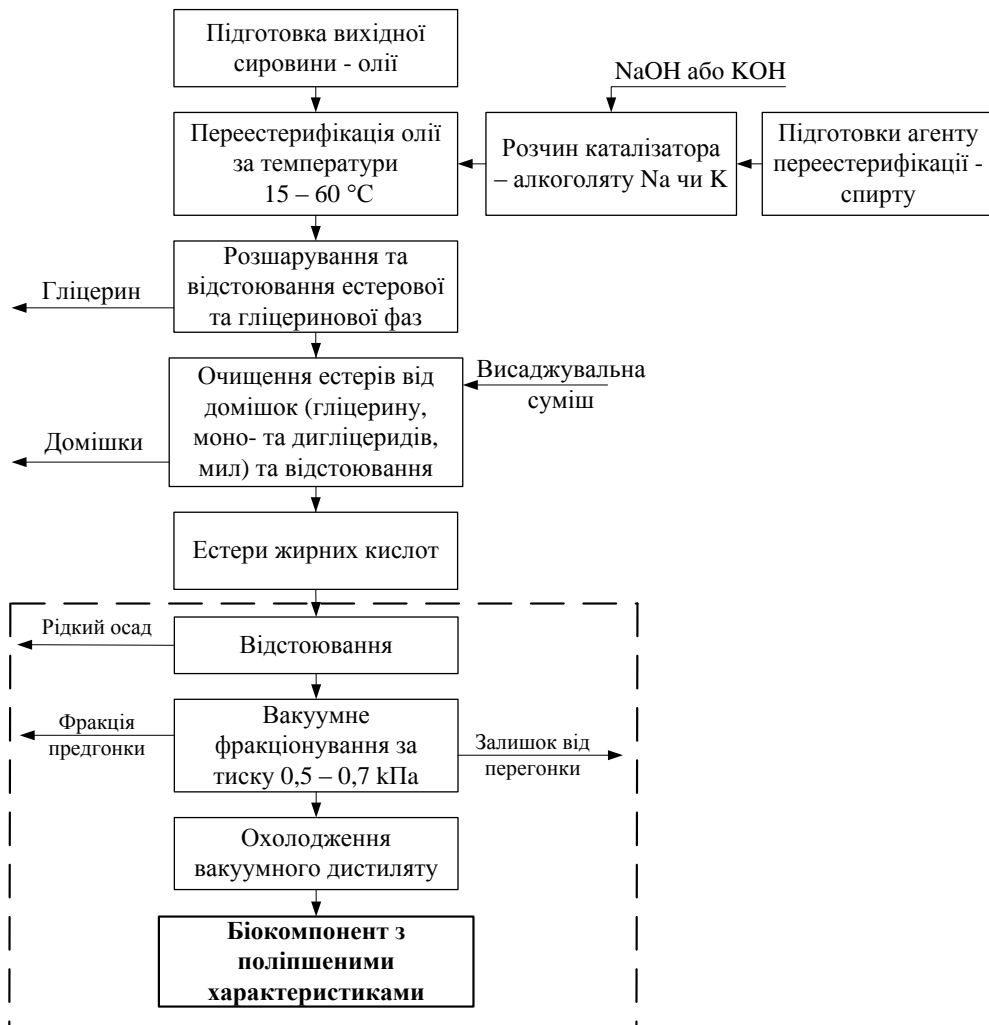 Підготовка вихідної
сировини - олії
NaOH або KOH
Переестерифікація олії
за температури
15 – 60 °C
Розчин каталізатора
– алкоголяту Na чи K
Підготовки агенту
переестерифікації -
спирту
Розшарування та
відстоювання естерової
та гліцеринової фаз
Гліцерин
Очищення естерів від
домішок (гліцерину,
моно- та дигліцеридів,
мил) та відстоювання
Висаджувальна
суміш
Домішки
Естери жирних кислот
Рідкий осад
Відстоювання
Фракція
предгонки
Вакуумне
фракціонування за
тиску 0,5 – 0,7 kПа
Залишок від
перегонки
Охолодження
вакуумного дистиляту
Біокомпонент з
поліпшеними
характеристиками